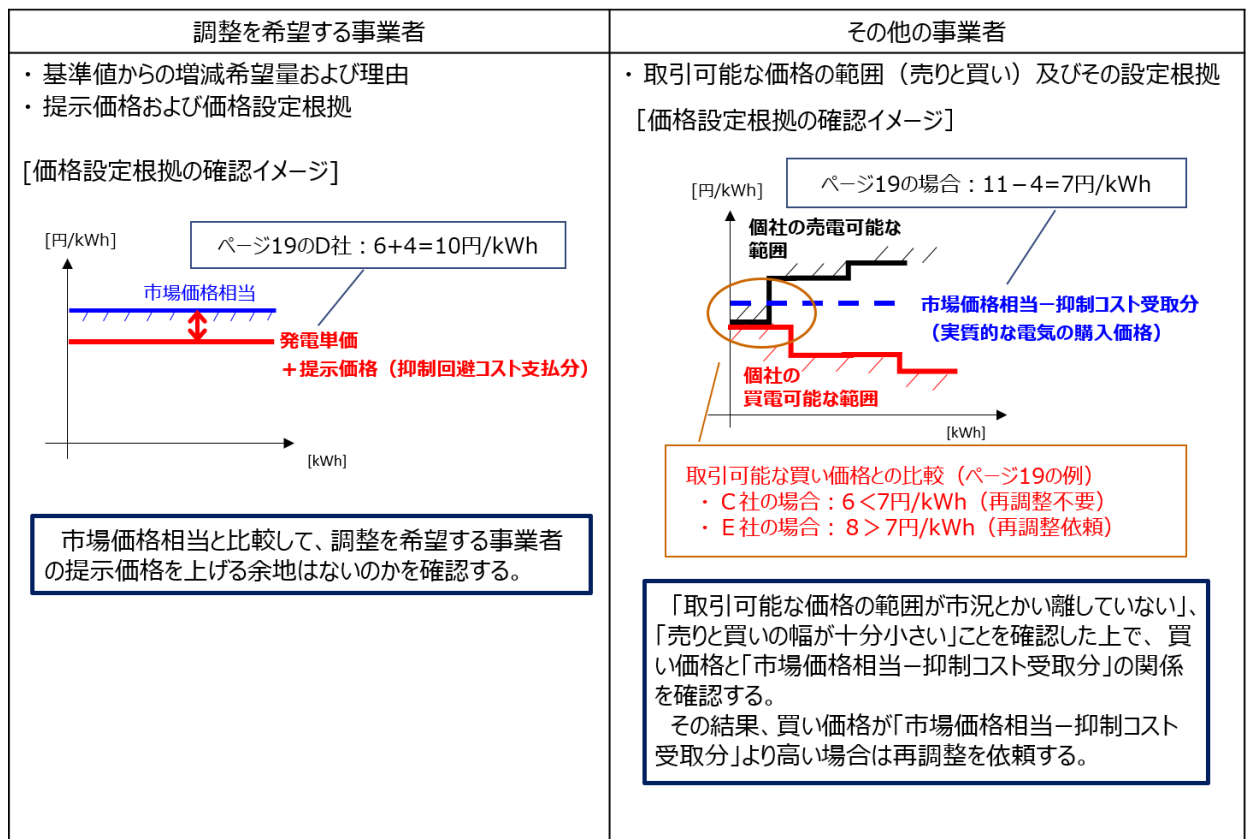 調整を希望する事業者
・ 基準値からの増減希望量および理由
・ 提示価格および価格設定根拠
[価格設定根拠の確認イメージ]
[円/kWh]
ページ19のD社：6+4=10円/kWh
市場価格相当
発電単価
＋提示価格（抑制回避コスト支払分）
[kWh]
市場価格相当と比較して、調整を希望する事業者
の提示価格を上げる余地はないのかを確認する。
その他の事業者
・ 取引可能な価格の範囲（売りと買い）及びその設定根拠
［価格設定根拠の確認イメージ］
[円/kWh]
ページ19の場合：11－4=7円/kWh
個社の売電可能な
範囲
市場価格相当－抑制コスト受取分
（実質的な電気の購入価格）
個社の
買電可能な範囲
[kWh]
取引可能な買い価格との比較（ページ19の例）
・ C社の場合：6＜7円/kWh（再調整不要）
・ E社の場合：8＞7円/kWh（再調整依頼）
「取引可能な価格の範囲が市況とかい離していない」、
「売りと買いの幅が十分小さい」ことを確認した上で、買
い価格と「市場価格相当－抑制コスト受取分」の関係
を確認する。
その結果、買い価格が「市場価格相当－抑制コスト
受取分」より高い場合は再調整を依頼する。